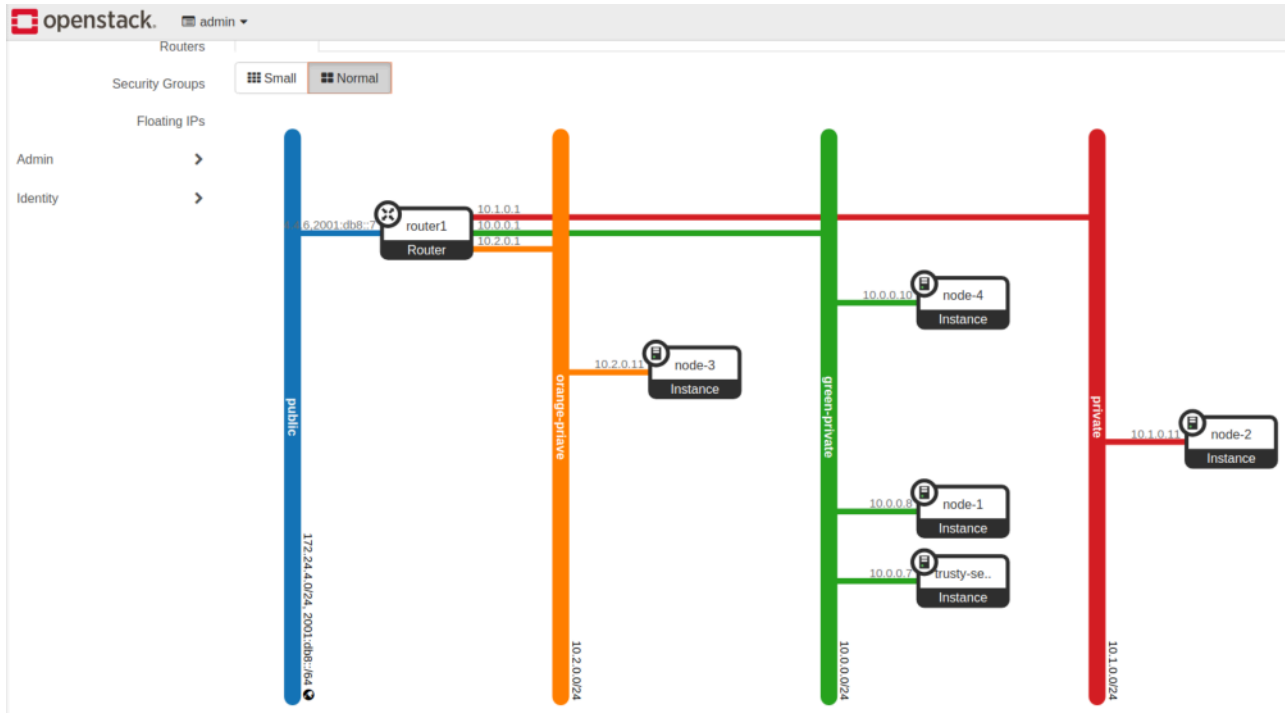 openstack. admin
Routers
Small Normal
Security Groups
Floating IPs
Admin
Identity
6,2001:db8::7
router1
Router
10.1.0.1
10.0.0.1
10.2.0.1
10.0.0.10
node-4
Instance
10.2.0.11
node-3
Instance
public
orange-priave
green-private
private
10.1.0.11
node-2
Instance
10.0.0.8
node-1
Instance
10.0.0.7
trusty-se..
Instance
172.24.4.0/24, 2001:db8::/64
10.2.0.0/24
10.0.0.0/24
10.1.0.0/24